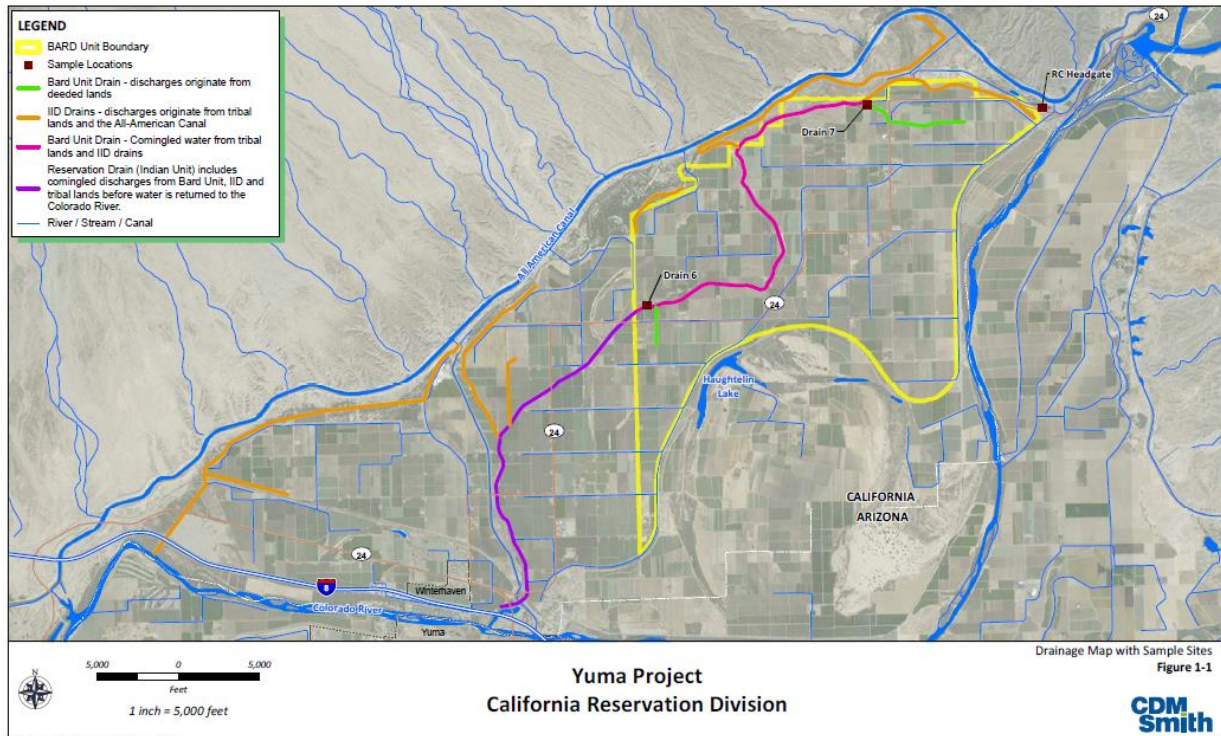 LEGEND
BARD Unit Boundary
Sample Locations
Bard Unit Drain - discharges originate from
deeded lands
IID Drains - discharges originate from tribal
lands and the All-American Canal
Bard Unit Drain - Comingled water from tribal
lands and IID drains
Reservation Drain (Indian Unit) includes
comingled discharges from Bard Unit, IID and
tribal lands before water is returned to the
Colorado River.
River / Stream / Canal
24
RC Headgate
Drain 7
All American Canal
Drain 6
24
Haughtelin
Lake
24
CALIFORNIA
ARIZONA
24
8
Winterhaven
Colorado River
Yuma
N
5,000 0 5,000
Feet
1 inch = 5,000 feet
Yuma Project
California Reservation Division
Drainage Map with Sample Sites
Figure 1-1
CDM
Smith